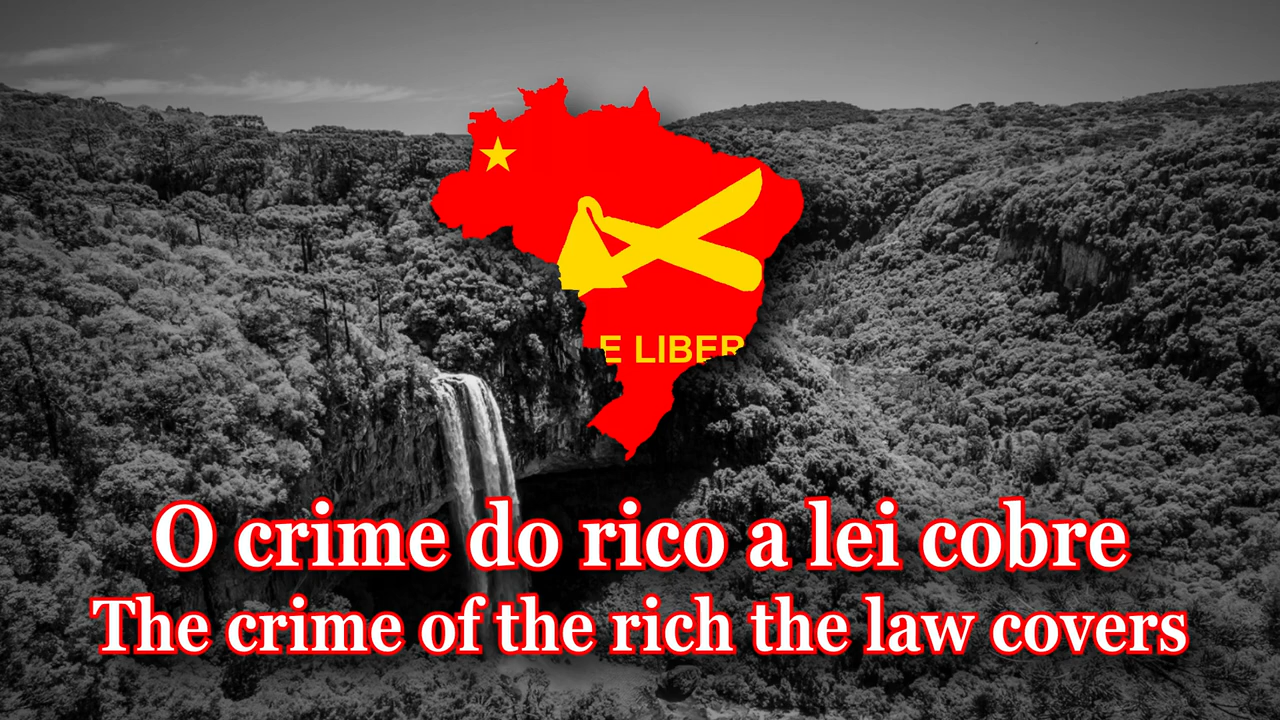 E LIBER
O crime do rico a lei cobre
The crime of the rich the law covers